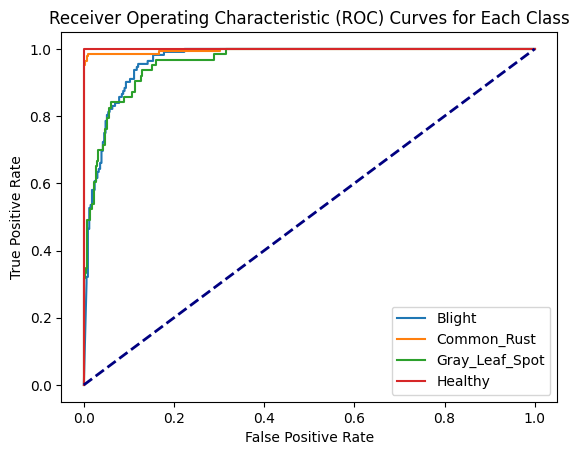 Receiver Operating Characteristic (ROC) Curves for Each Class
True Positive Rate
1.0
0.8
0.6
0.4
0.2
0.0
0.0 0.2 0.4 0.6 0.8 1.0
False Positive Rate
Blight
Common_Rust
Gray_Leaf_Spot
Healthy